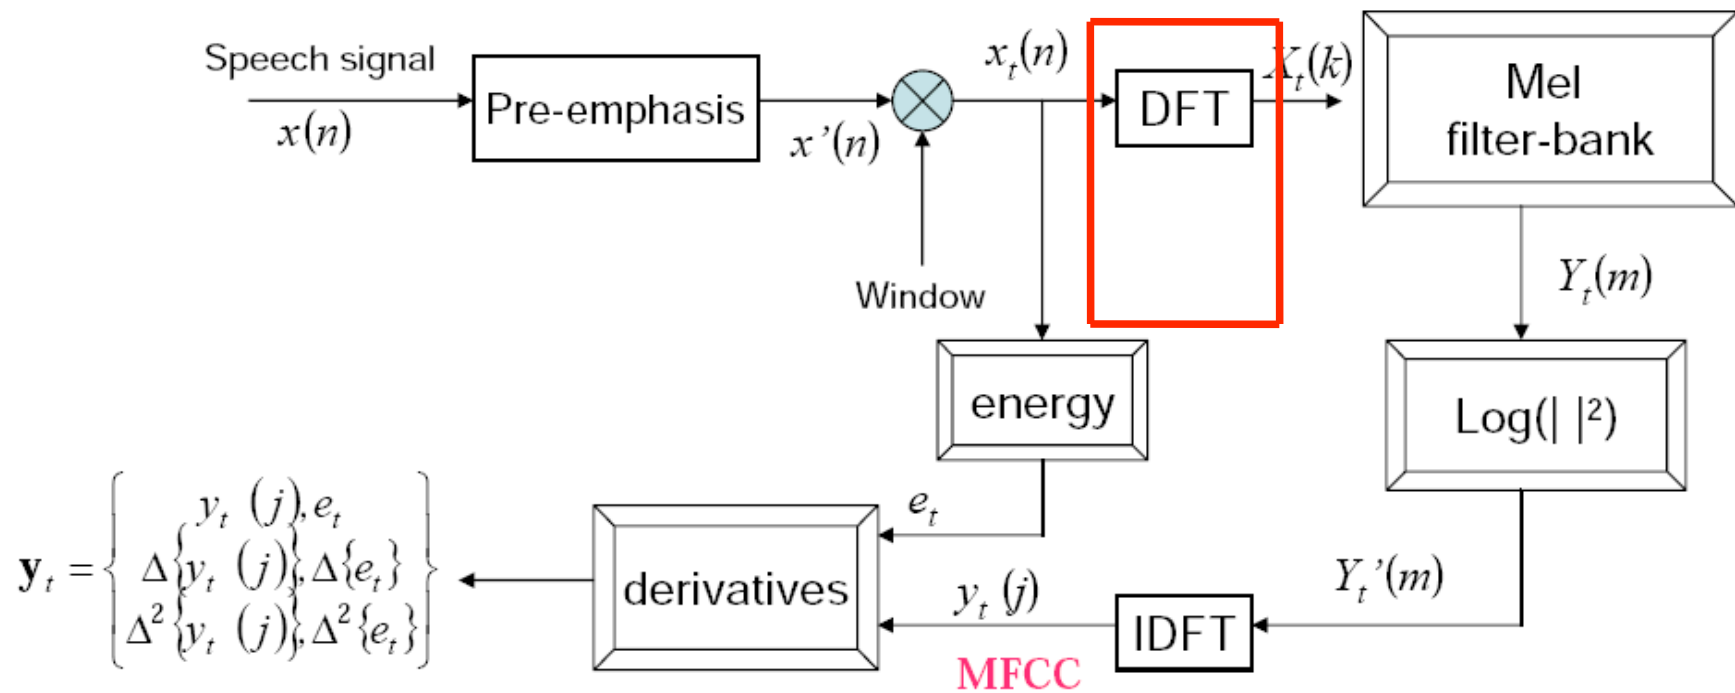 Speech signal
x(n)
Pre-emphasis
x’(n)
Window
x_t(n)
DFT
X_t(k)
Mel
filter-bank
Y_t(m)
Log(| |²)
Y_t’(m)
IDFT
y_t (j)
MFCC
energy
e_t
derivatives
y_t = { y_t (j), e_t
Δ{y_t (j)}, Δ{e_t}
Δ²{y_t (j)}, Δ²{e_t} }